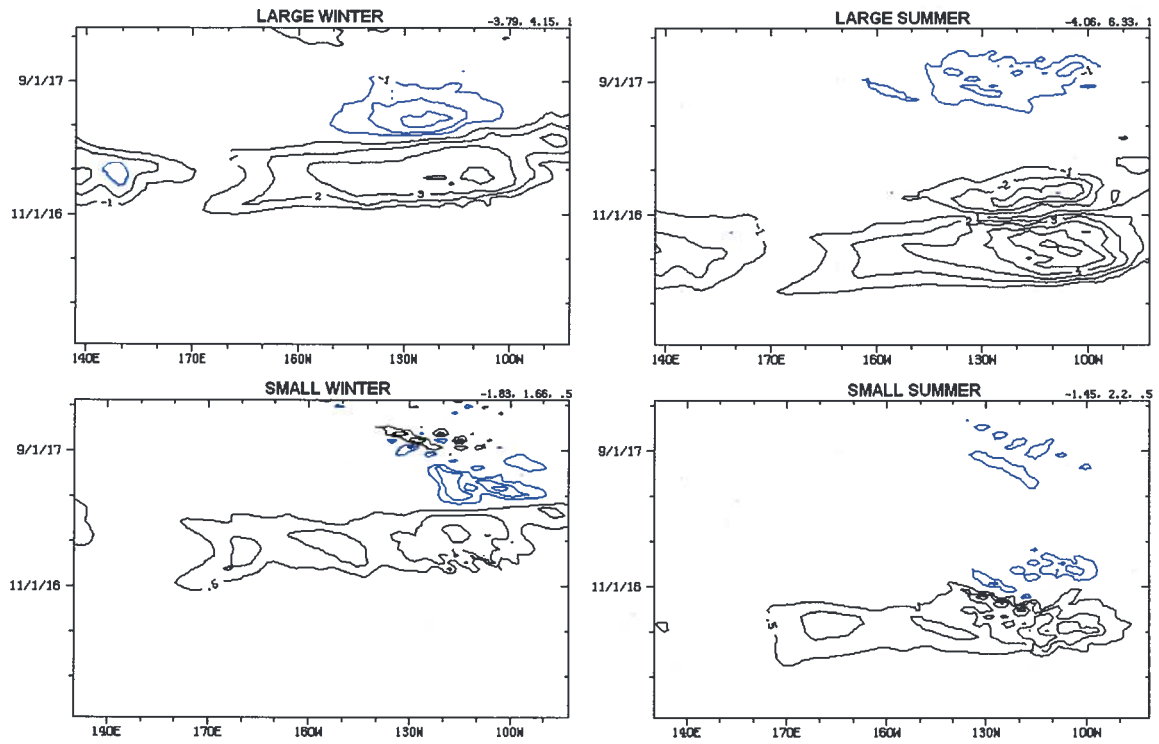 LARGE WINTER
-3.79, 4.15, 1
9/1/17
11/1/16
-1
-1
2
3
140E 170E 160W 130W 100W
LARGE SUMMER
-4.06, 6.33, 1
9/1/17
11/1/16
-1
-1
-2
-1
3
140E 170E 160W 130W 100W
SMALL WINTER
-1.83, 1.66, .5
9/1/17
11/1/16
1
.5
140E 170E 160W 130W 100W
SMALL SUMMER
-1.45, 2.2, .5
9/1/17
11/1/16
.5
140E 170E 160W 130W 100W